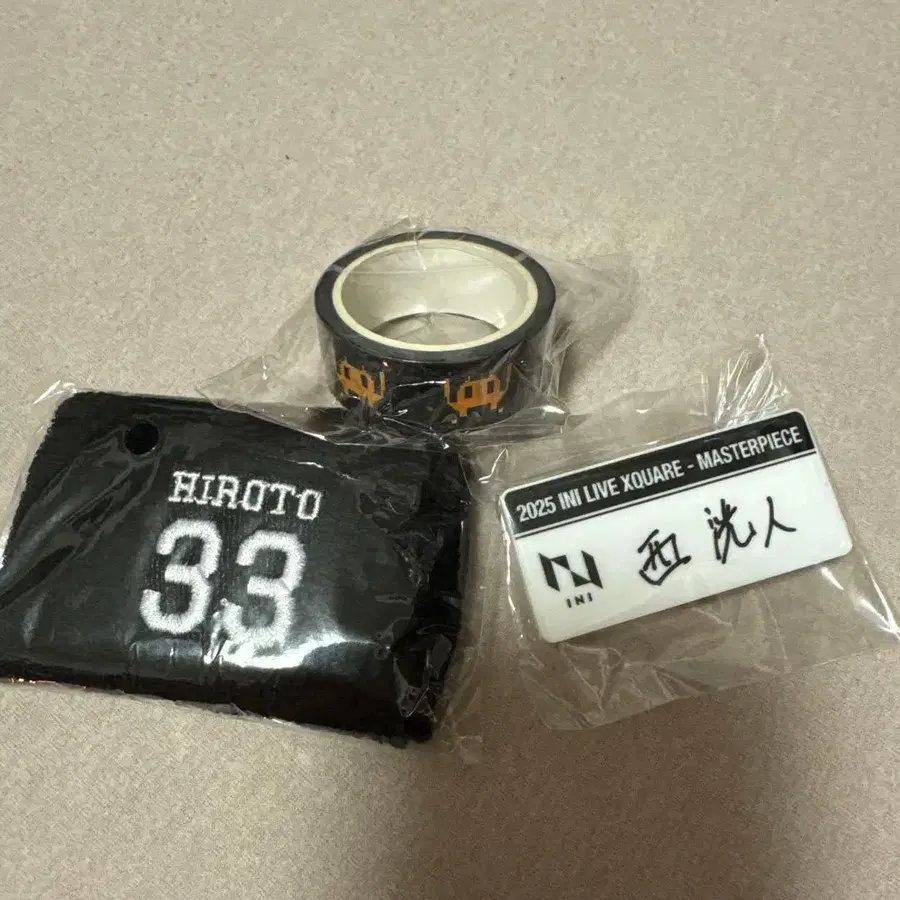 HIROTO
33
2025 INI LIVE XQUARE - MASTERPIECE
西 洸人
INI